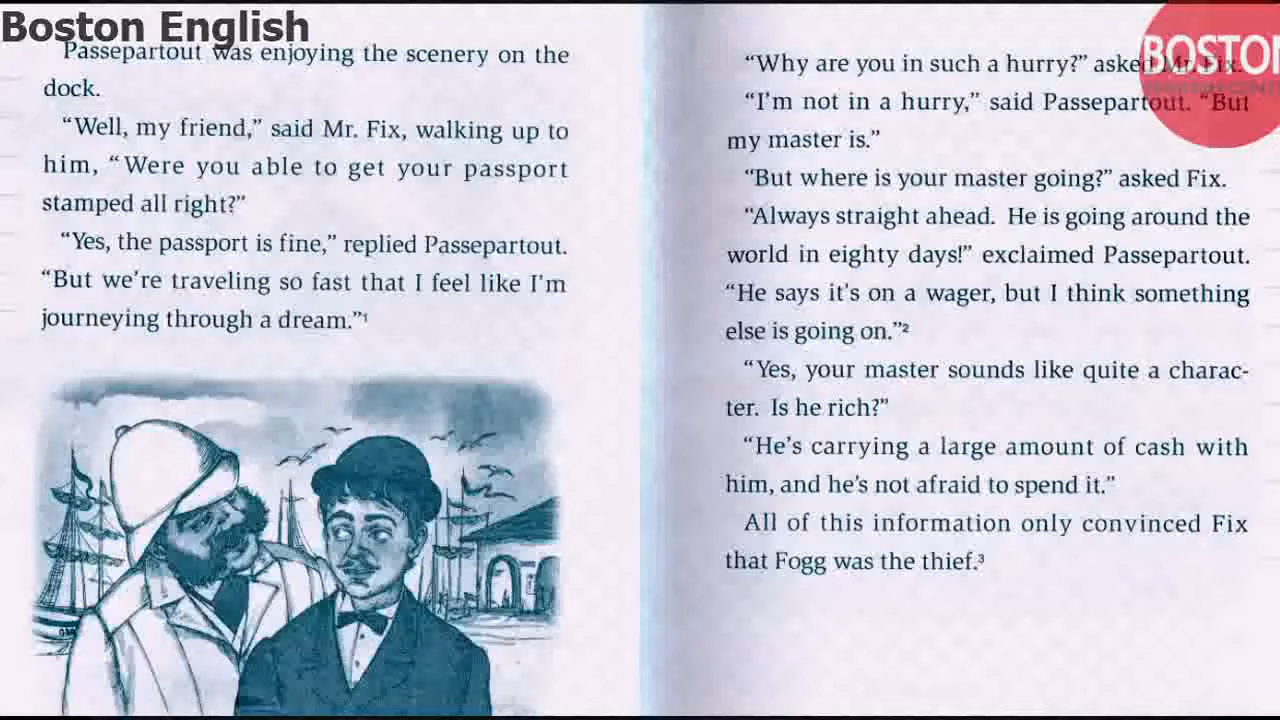 Boston English
Passepartout was enjoying the scenery on the
dock.
“Well, my friend,” said Mr. Fix, walking up to
him, “Were you able to get your passport
stamped all right?”
“Yes, the passport is fine,” replied Passepartout.
“But we’re traveling so fast that I feel like I’m
journeying through a dream.”¹
BOSTON
“Why are you in such a hurry?” asked Mr. Fix.
“I’m not in a hurry,” said Passepartout. “But
my master is.”
“But where is your master going?” asked Fix.
“Always straight ahead. He is going around the
world in eighty days!” exclaimed Passepartout.
“He says it’s on a wager, but I think something
else is going on.”²
“Yes, your master sounds like quite a charac-
ter. Is he rich?”
“He’s carrying a large amount of cash with
him, and he’s not afraid to spend it.”
All of this information only convinced Fix
that Fogg was the thief.³